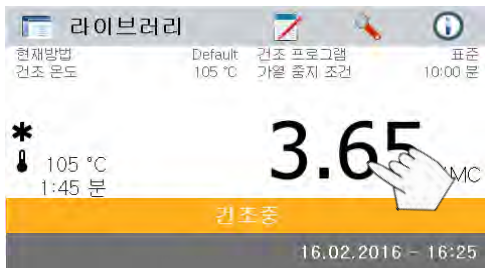 라이브러리
현재방법 Default 건조 프로그램 표준
건조 온도 105 °C 가열 중지 조건 10:00 분
3.65 MC
105 °C
1:45 분
건조중
16.02.2016 - 16:25